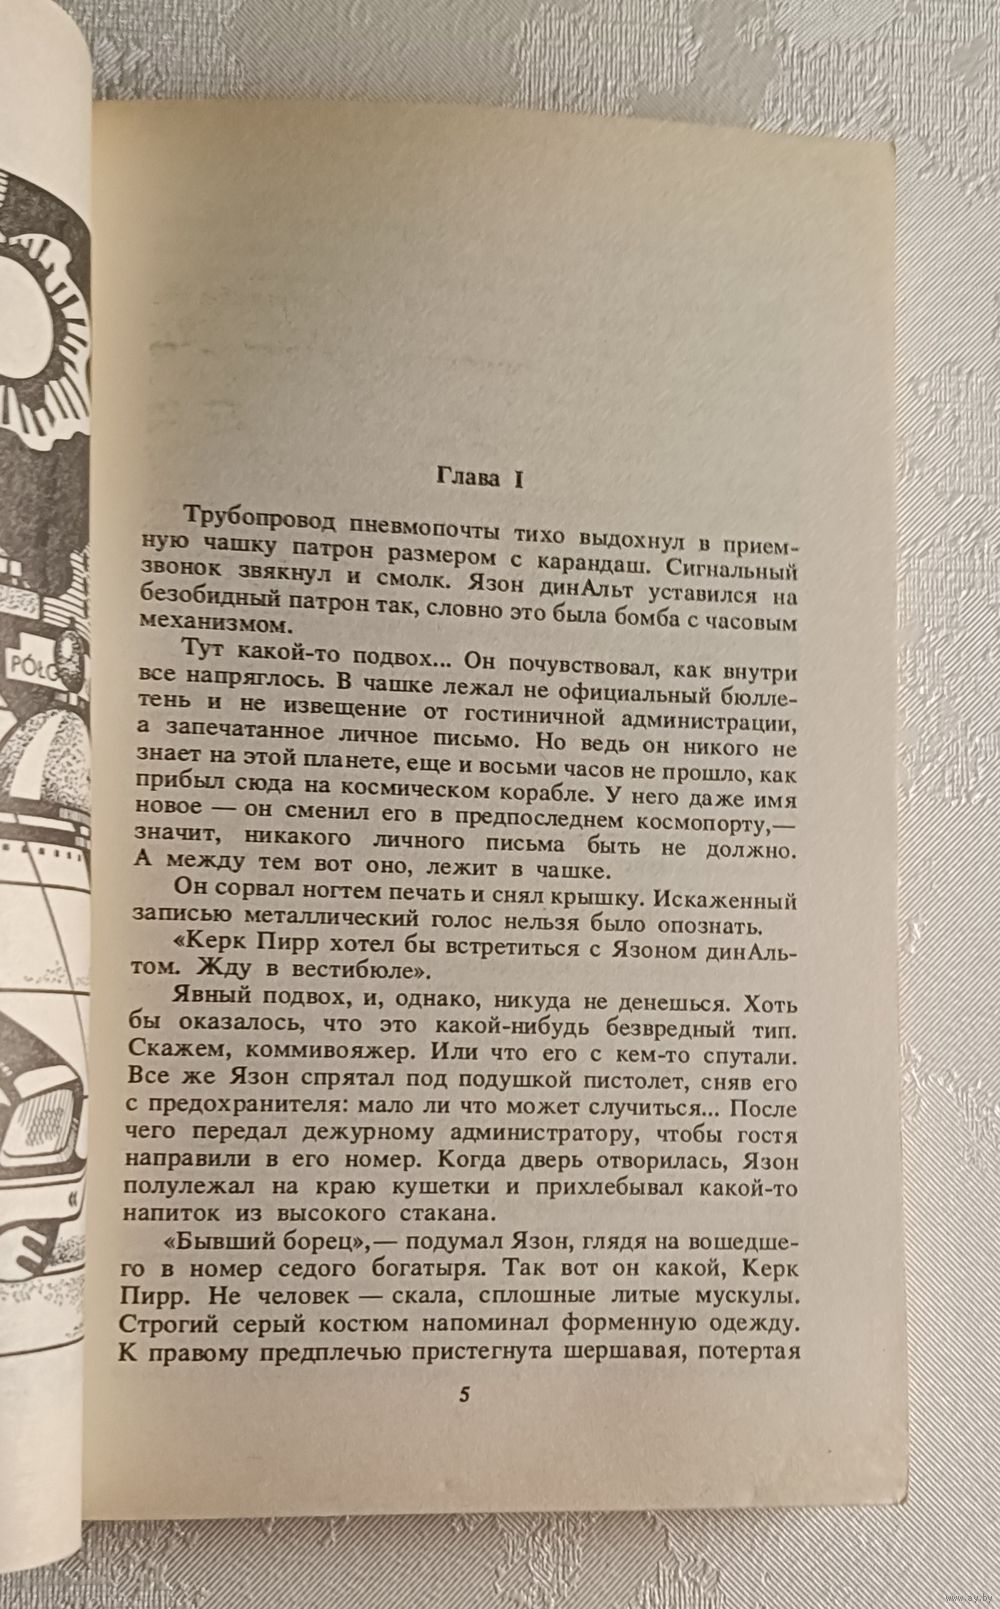 PÓŁ
Глава I
Трубопровод пневмопочты тихо выдохнул в прием-
ную чашку патрон размером с карандаш. Сигнальный
звонок звякнул и смолк. Язон динАльт уставился на
безобидный патрон так, словно это была бомба с часовым
механизмом.
Тут какой-то подвох... Он почувствовал, как внутри
все напряглось. В чашке лежал не официальный бюлле-
тень и не извещение от гостиничной администрации,
а запечатанное личное письмо. Но ведь он никого не
знает на этой планете, еще и восьми часов не прошло, как
прибыл сюда на космическом корабле. У него даже имя
новое — он сменил его в предпоследнем космопорту,—
значит, никакого личного письма быть не должно.
А между тем вот оно, лежит в чашке.
Он сорвал ногтем печать и снял крышку. Искаженный
записью металлический голос нельзя было опознать.
«Керк Пирр хотел бы встретиться с Язоном динАль-
том. Жду в вестибюле».
Явный подвох, и, однако, никуда не денешься. Хоть
бы оказалось, что это какой-нибудь безвредный тип.
Скажем, коммивояжер. Или что его с кем-то спутали.
Все же Язон спрятал под подушкой пистолет, сняв его
с предохранителя: мало ли что может случиться... После
чего передал дежурному администратору, чтобы гостя
направили в его номер. Когда дверь отворилась, Язон
полулежал на краю кушетки и прихлебывал какой-то
напиток из высокого стакана.
«Бывший борец»,— подумал Язон, глядя на вошедше-
го в номер седого богатыря. Так вот он какой, Керк
Пирр. Не человек — скала, сплошные литые мускулы.
Строгий серый костюм напоминал форменную одежду.
К правому предплечью пристегнута шершавая, потертая
5
www.ay.by